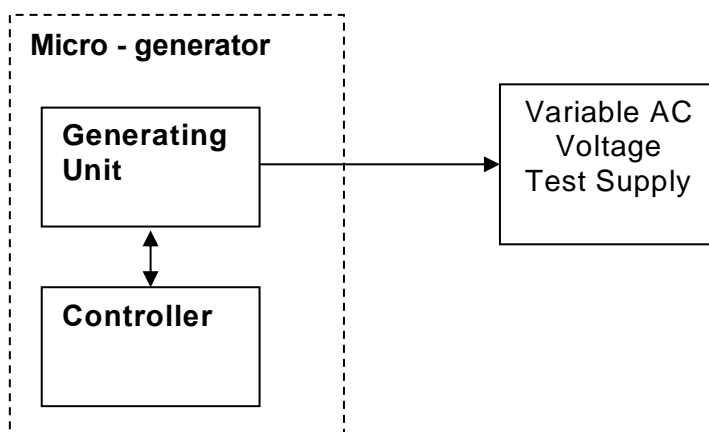 Micro - generator
Generating
Unit
Controller
Variable AC
Voltage
Test Supply